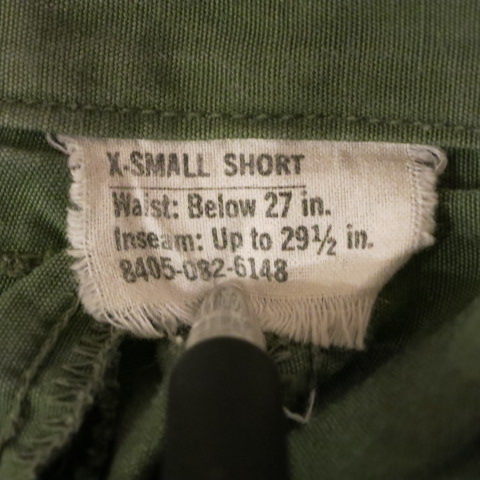 X-SMALL SHORT
Waist: Below 27 in.
Inseam: Up to 29½ in.
8405-082-6148